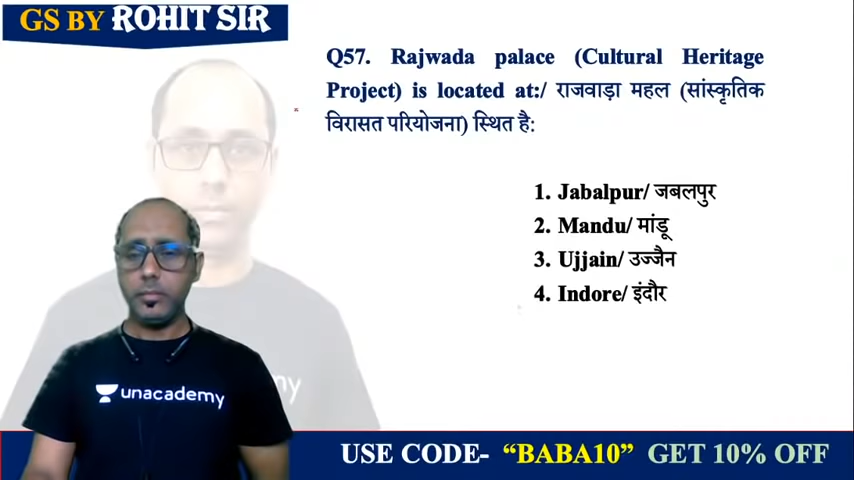 GS BY ROHIT SIR
Q57. Rajwada palace (Cultural Heritage
Project) is located at:/ राजवाड़ा महल (सांस्कृतिक
विरासत परियोजना) स्थित है:
1. Jabalpur/ जबलपुर
2. Mandu/ मांडू
3. Ujjain/ उज्जैन
4. Indore/ इंदौर
unacademy
ny
USE CODE- “BABA10” GET 10% OFF